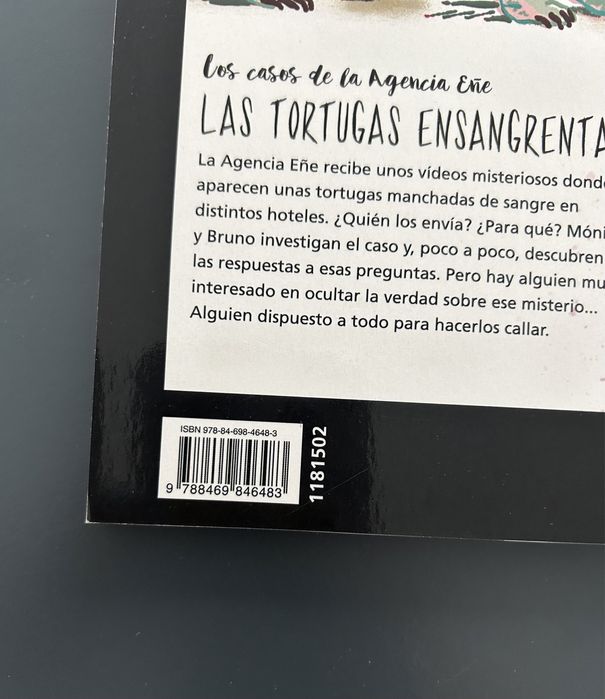 Los casos de la Agencia Eñe
LAS TORTUGAS ENSANGRENTA
La Agencia Eñe recibe unos vídeos misteriosos donde
aparecen unas tortugas manchadas de sangre en
distintos hoteles. ¿Quién los envía? ¿Para qué? Móni
y Bruno investigan el caso y, poco a poco, descubren
las respuestas a esas preguntas. Pero hay alguien mu
interesado en ocultar la verdad sobre ese misterio...
Alguien dispuesto a todo para hacerlos callar.
ISBN 978-84-698-4648-3
9 788469 846483
1181502